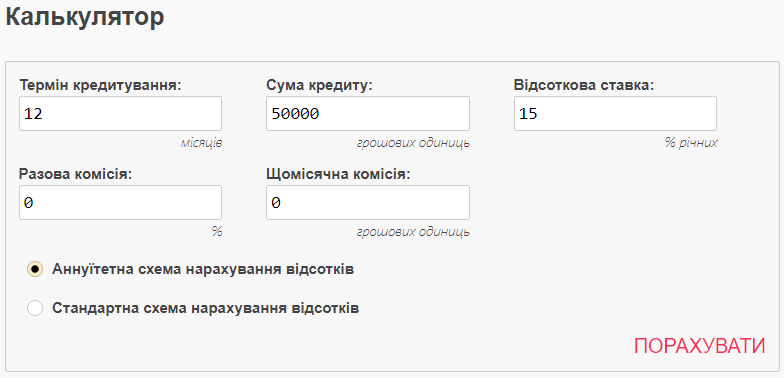 Калькулятор
Термін кредитування: Сума кредиту: Відсоткова ставка:
12 50000 15
місяців грошових одиниць % річних
Разова комісія: Щомісячна комісія:
0 0
% грошових одиниць
Аннуїтетна схема нарахування відсотків
Стандартна схема нарахування відсотків
ПОРАХУВАТИ